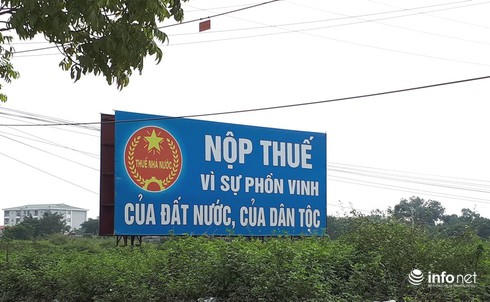 THUẾ NHÀ NƯỚC
NỘP THUẾ
VÌ SỰ PHỒN VINH
CỦA ĐẤT NƯỚC, CỦA DÂN TỘC
infonet